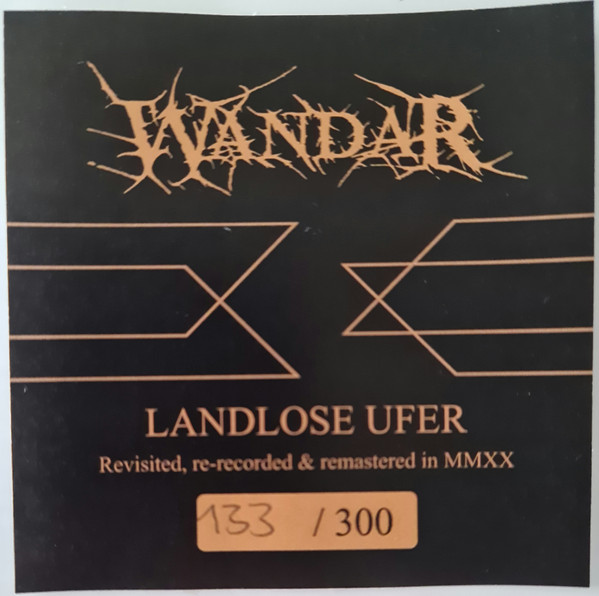 WANDAR
LANDLOSE UFER
Revisited, re-recorded & remastered in MMXX
133 / 300